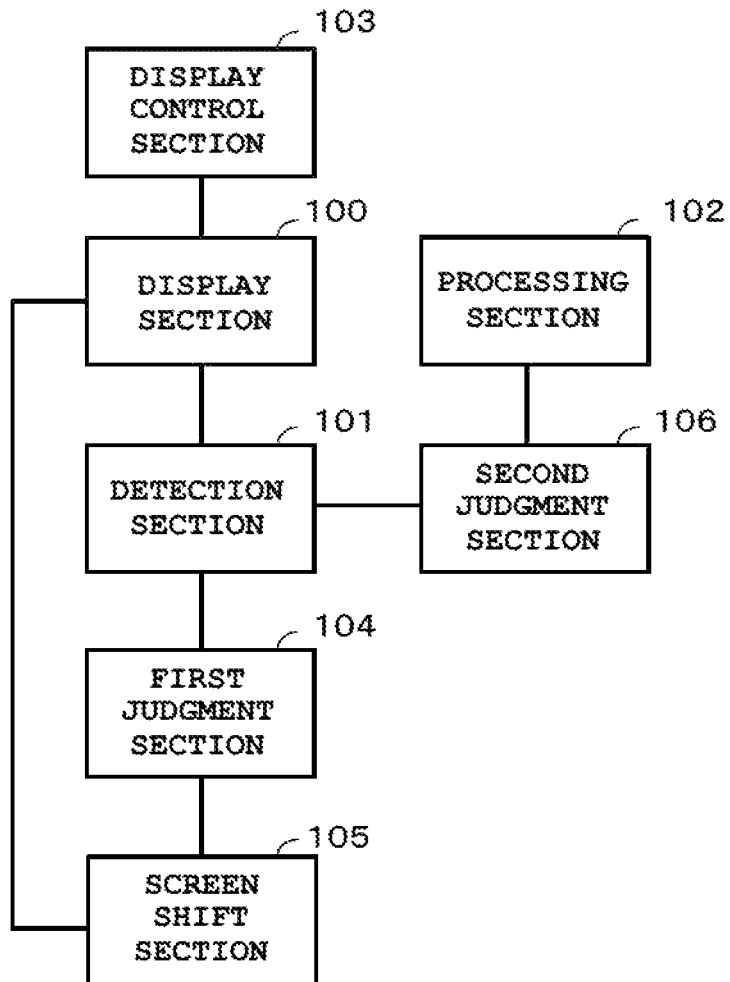 103
DISPLAY
CONTROL
SECTION
100
DISPLAY
SECTION
102
PROCESSING
SECTION
101
DETECTION
SECTION
106
SECOND
JUDGMENT
SECTION
104
FIRST
JUDGMENT
SECTION
105
SCREEN
SHIFT
SECTION